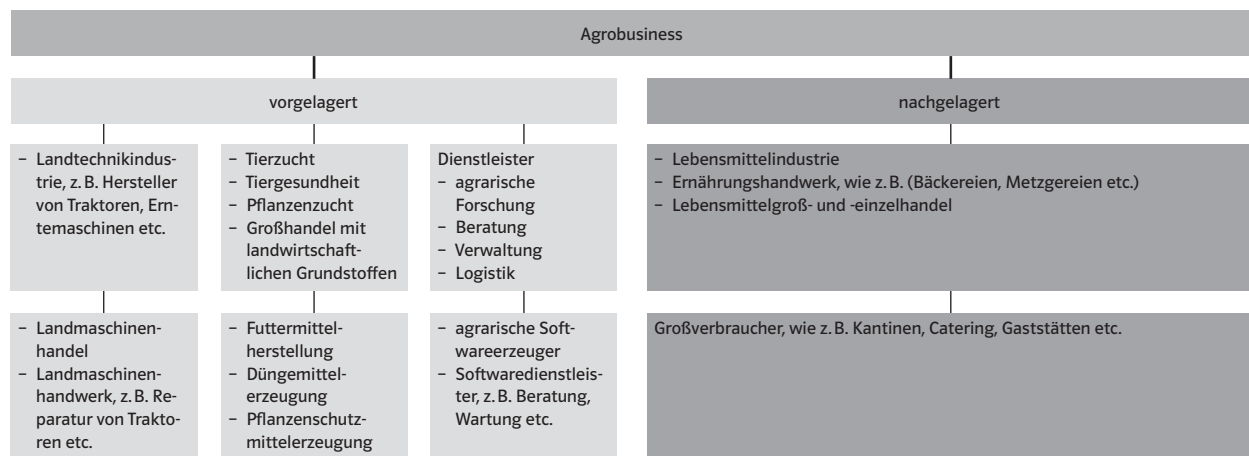 Agrobusiness
vorgelagert
nachgelagert
– Landtechnikindus-
trie, z. B. Hersteller
von Traktoren, Ern-
temaschinen etc.
– Tierzucht
– Tiergesundheit
– Pflanzenzucht
– Großhandel mit
landwirtschaft-
lichen Grundstoffen
Dienstleister
– agrarische
Forschung
– Beratung
– Verwaltung
– Logistik
– Lebensmittelindustrie
– Ernährungshandwerk, wie z. B. (Bäckereien, Metzgereien etc.)
– Lebensmittelgroß- und -einzelhandel
– Landmaschinen-
handel
– Landmaschinen-
handwerk, z. B. Re-
paratur von Trakto-
ren etc.
– Futtermittel-
herstellung
– Düngemittel-
erzeugung
– Pflanzenschutz-
mittelerzeugung
– agrarische Soft-
wareerzeuger
– Softwaredienstleis-
ter, z. B. Beratung,
Wartung etc.
Großverbraucher, wie z. B. Kantinen, Catering, Gaststätten etc.